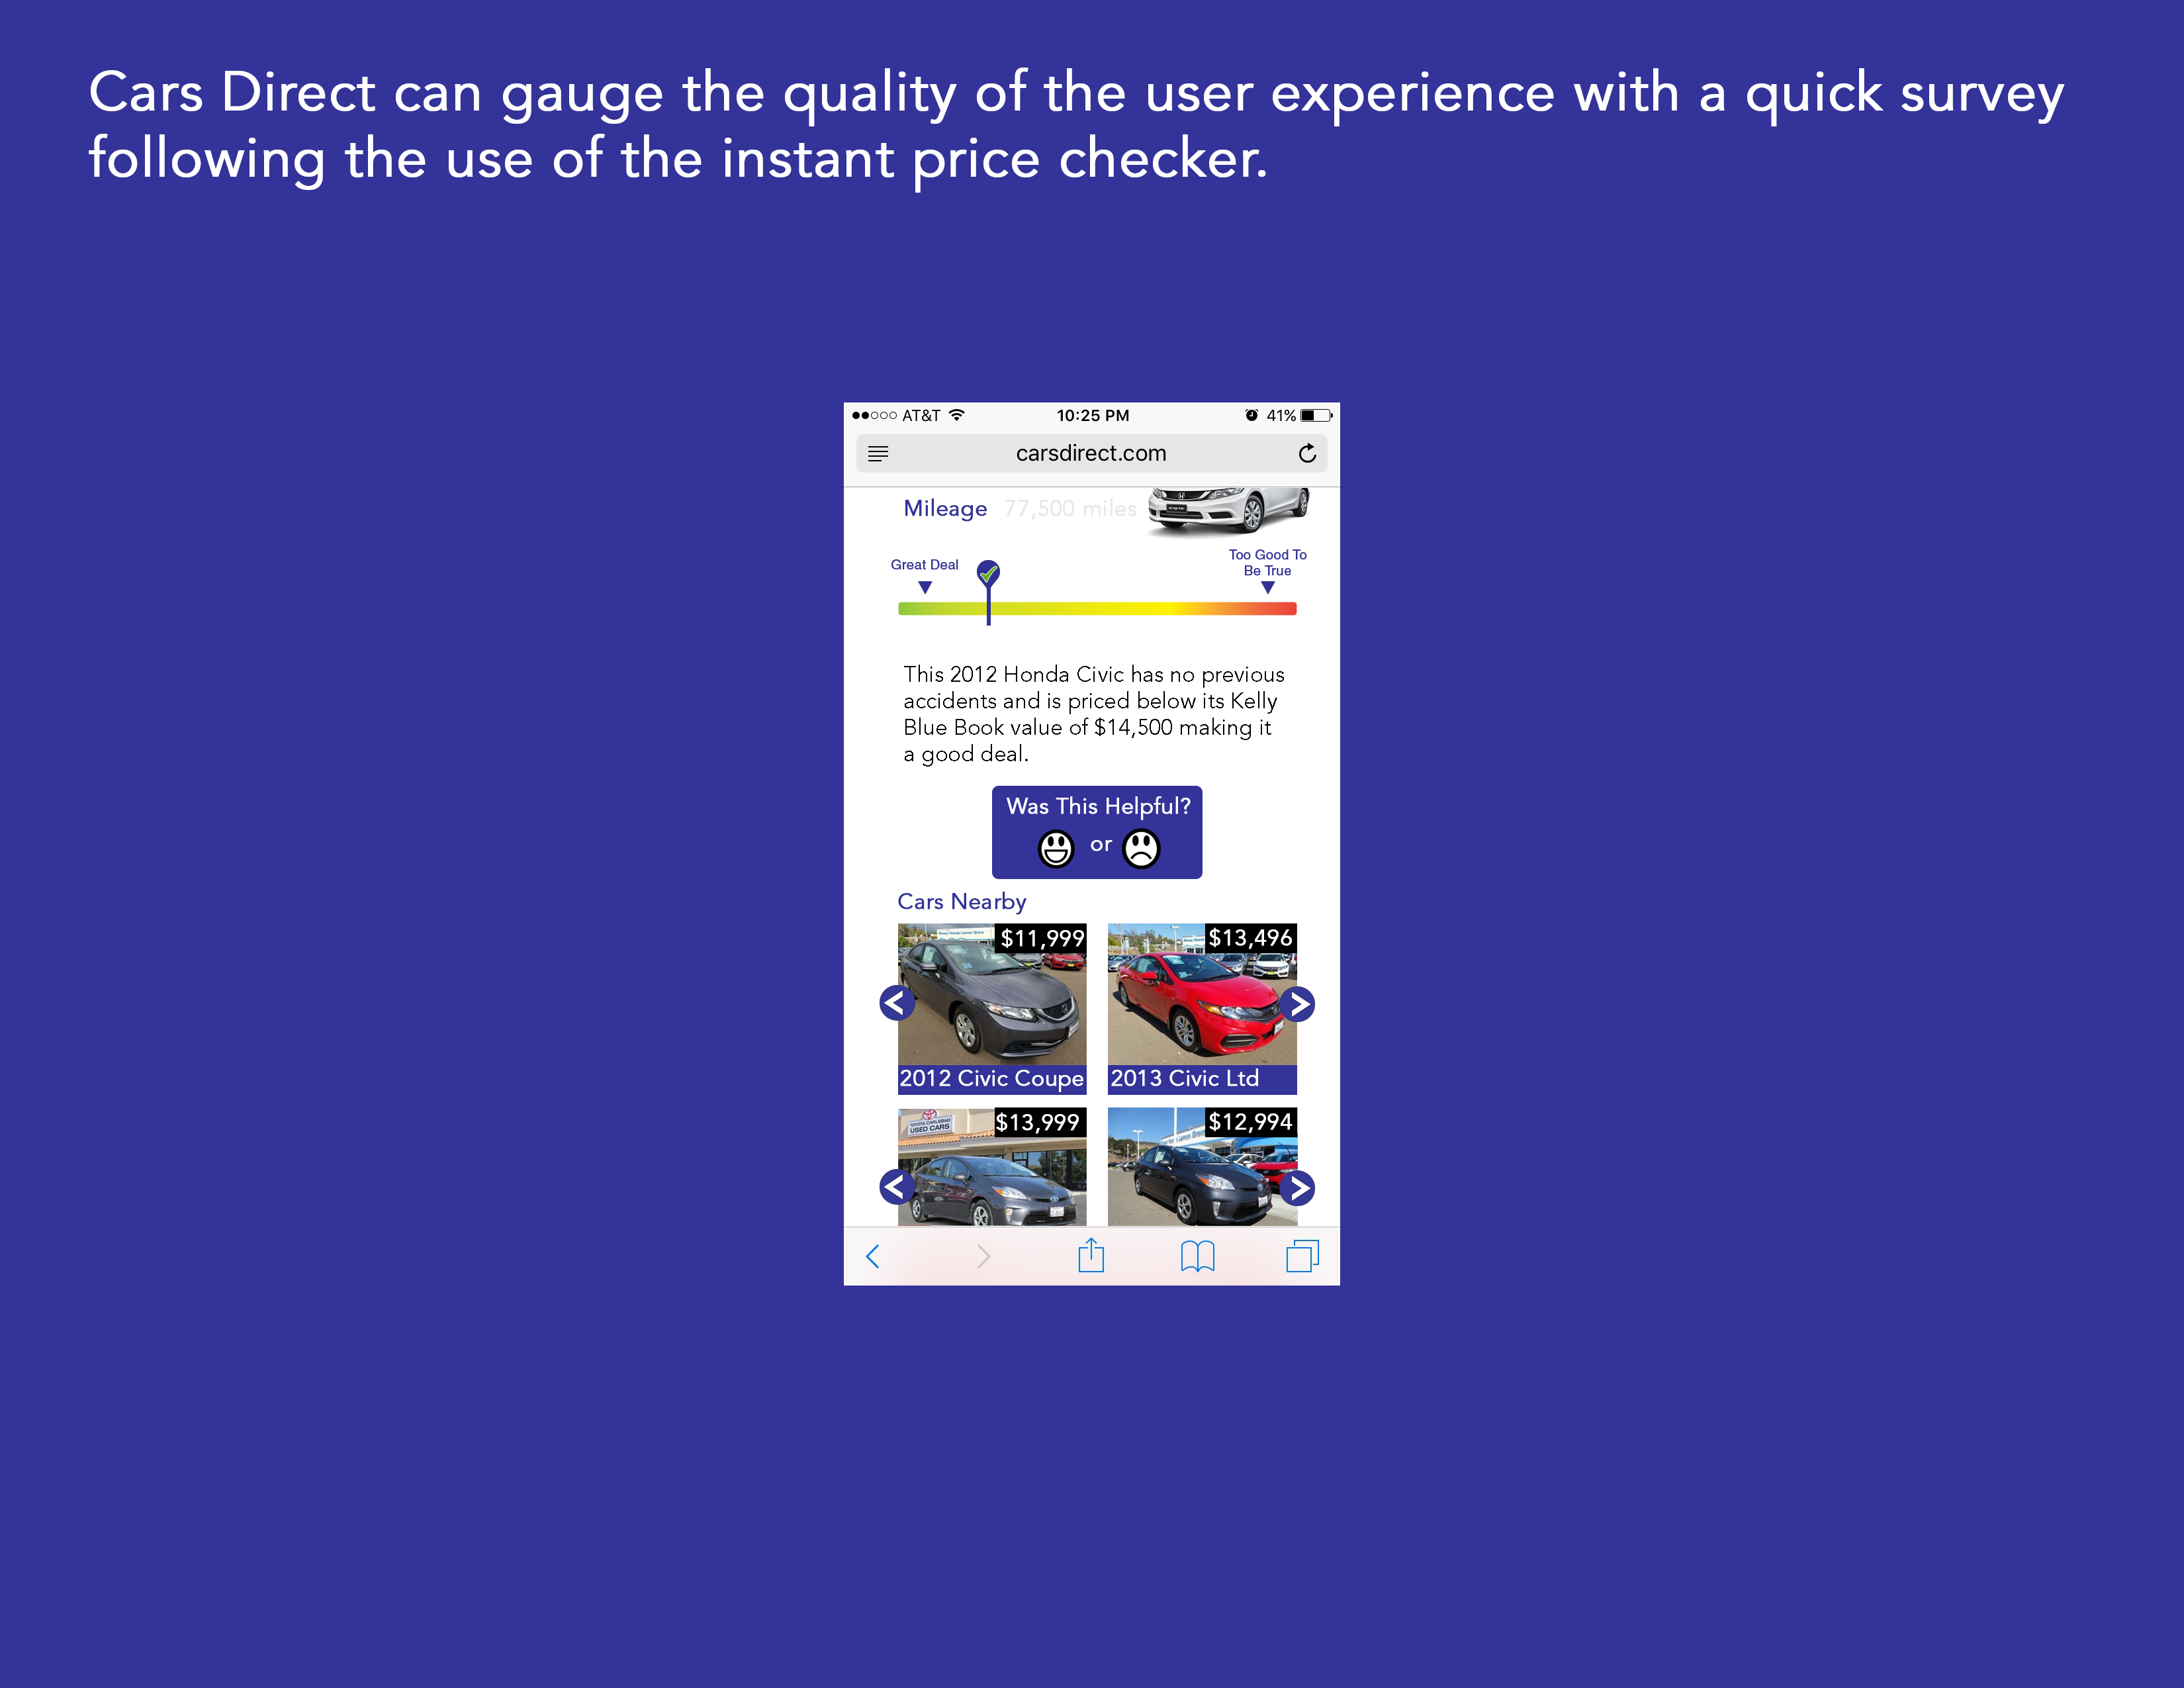 Cars Direct can gauge the quality of the user experience with a quick survey
following the use of the instant price checker.
AT&T 10:25 PM 41%
carsdirect.com
Mileage 77,500 miles
Great Deal
Too Good To
Be True
This 2012 Honda Civic has no previous
accidents and is priced below its Kelly
Blue Book value of $14,500 making it
a good deal.
Was This Helpful?
or
Cars Nearby
$11,999
$13,496
2012 Civic Coupe
2013 Civic Ltd
TOYOTA CARLSBAD
USED CARS
$13,999
$12,994